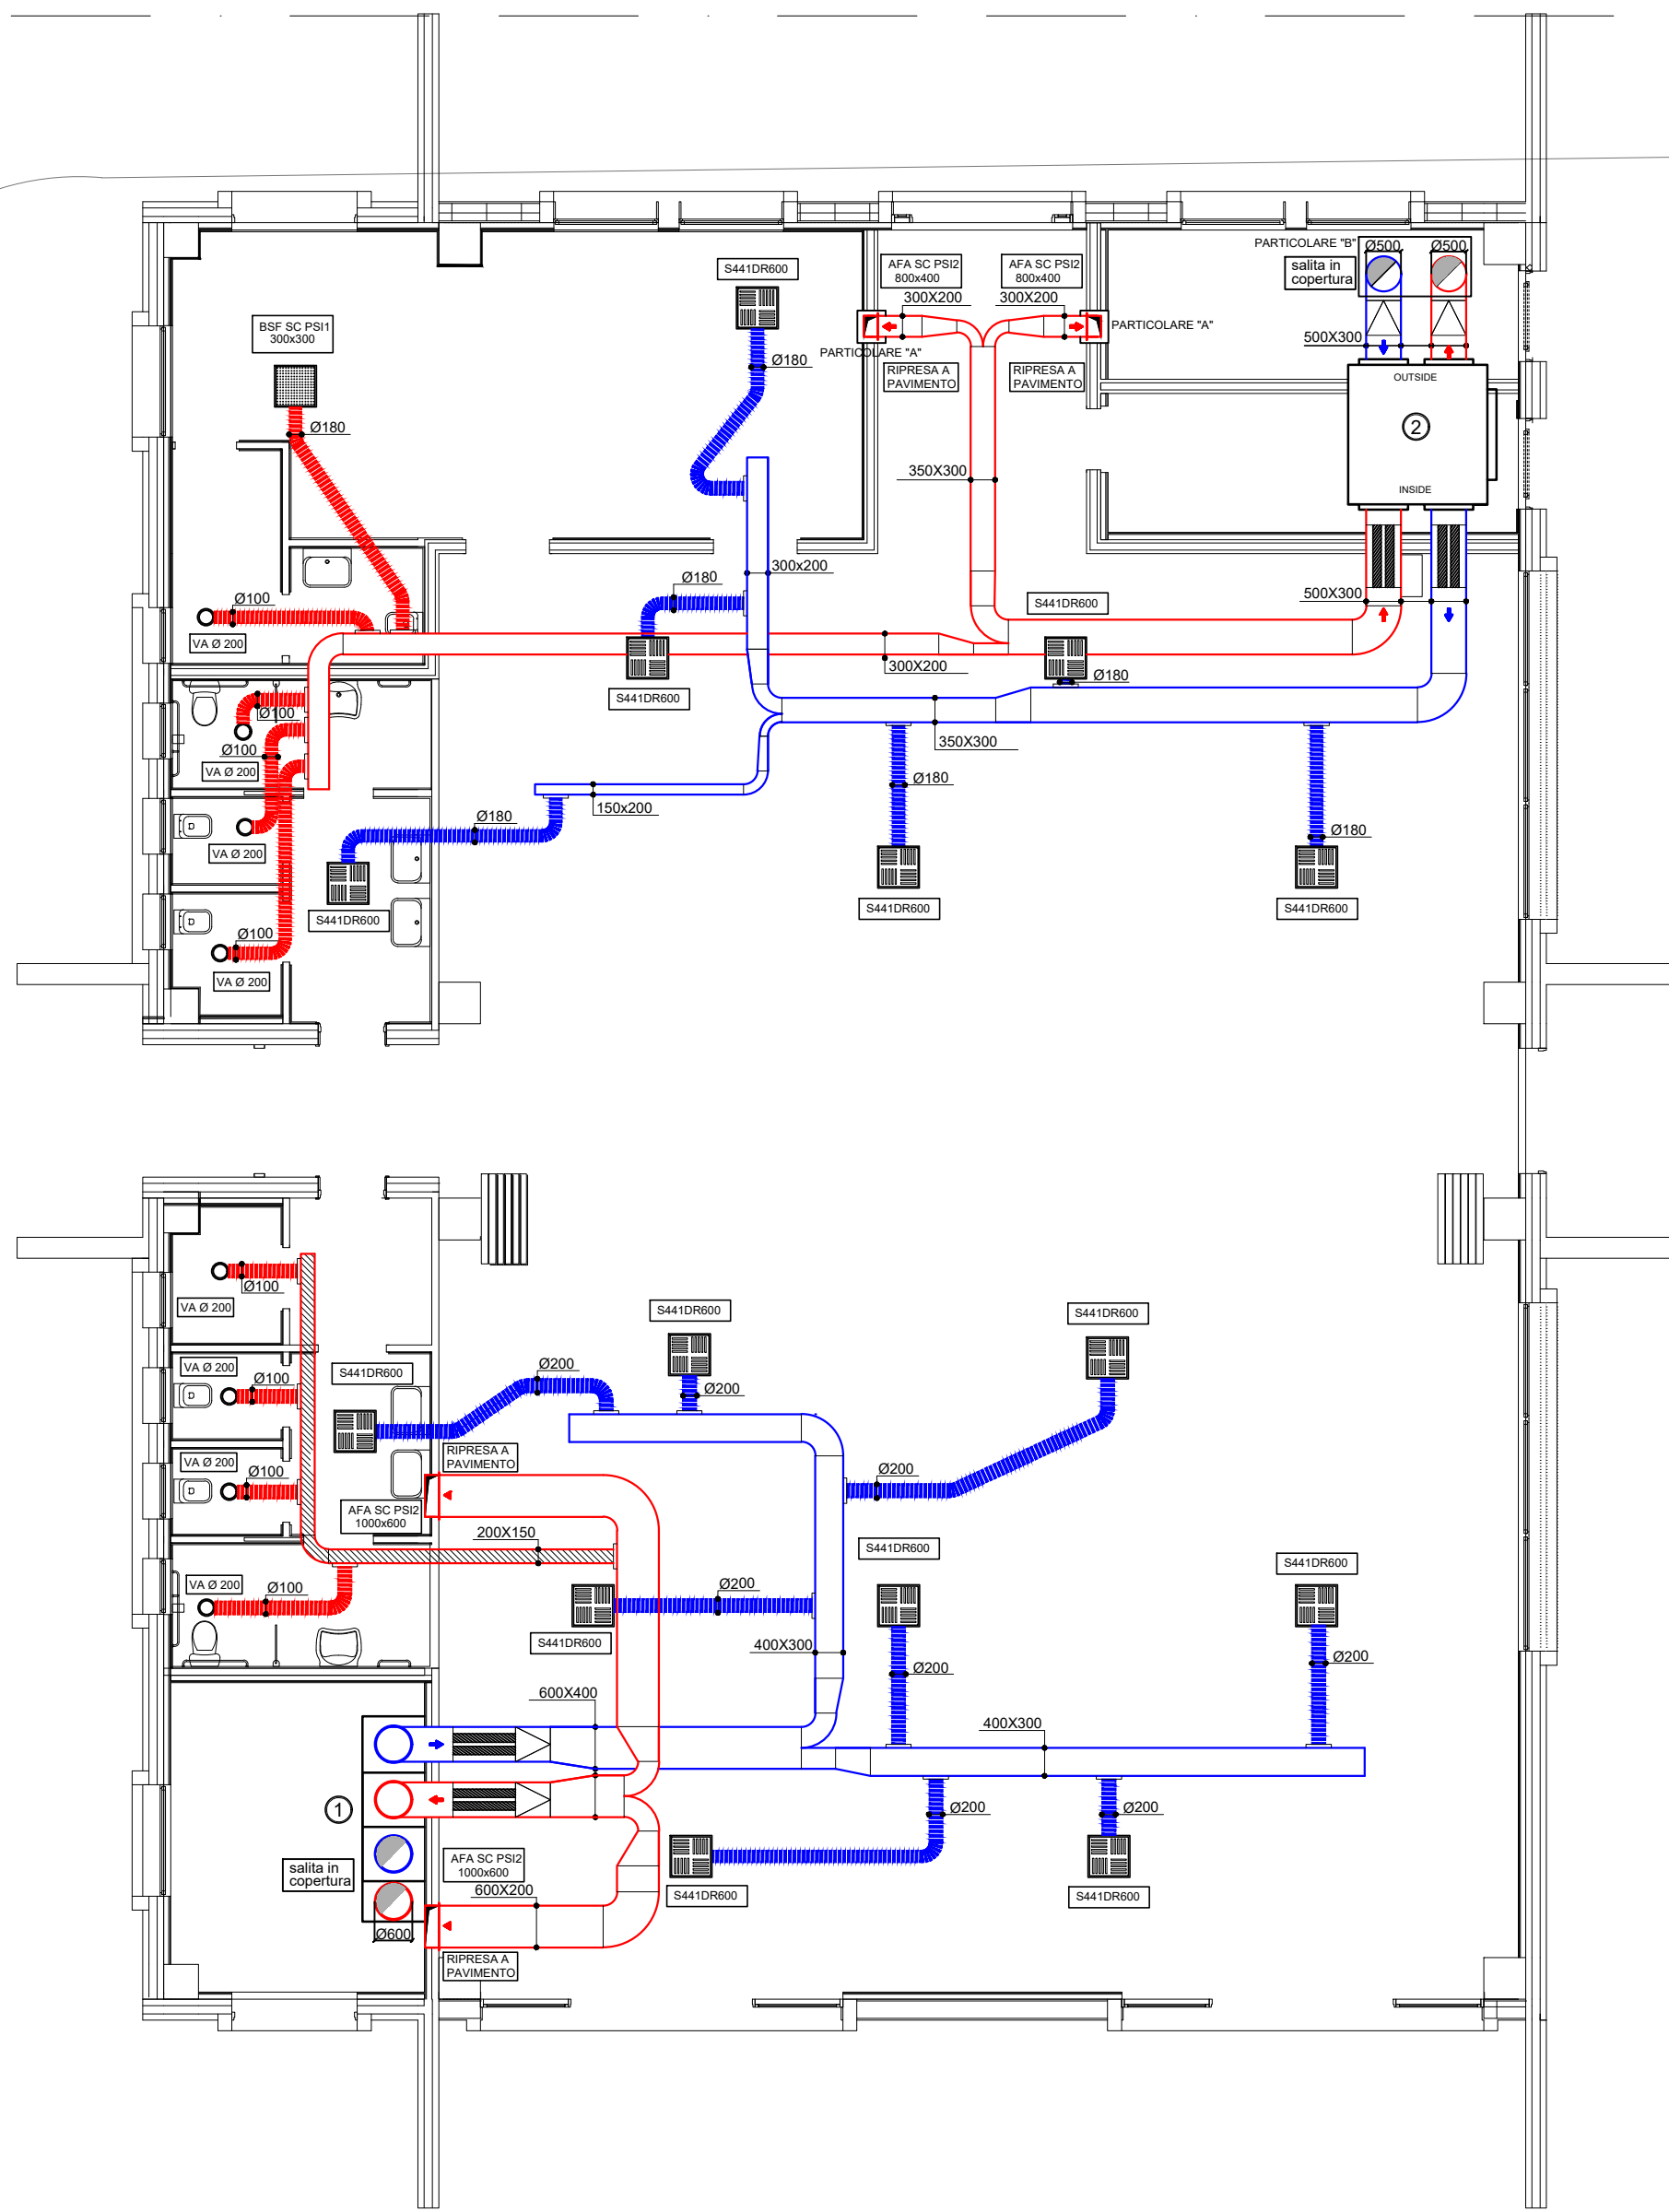 PARTICOLARE "B"
Ø500
Ø500
salita in
copertura
S441DR600
AFA SC PSI2
800x400
AFA SC PSI2
800x400
300X200
300X200
BSF SC PSI1
300x300
PARTICOLARE "A"
PARTICOLARE "A"
500X300
Ø180
RIPRESA A
PAVIMENTO
RIPRESA A
PAVIMENTO
OUTSIDE
2
Ø180
350X300
INSIDE
300x200
Ø180
Ø100
S441DR600
500X300
VA Ø 200
300X200
Ø180
S441DR600
Ø100
Ø100
350X300
VA Ø 200
Ø180
150x200
Ø180
Ø180
VA Ø 200
D
S441DR600
S441DR600
S441DR600
D
Ø100
VA Ø 200
Ø100
VA Ø 200
S441DR600
S441DR600
VA Ø 200
Ø100
S441DR600
Ø200
Ø200
D
RIPRESA A
PAVIMENTO
VA Ø 200
Ø100
Ø200
D
AFA SC PSI2
1000x600
200X150
S441DR600
S441DR600
VA Ø 200
Ø100
Ø200
S441DR600
400X300
Ø200
Ø200
600X400
400X300
1
Ø200
Ø200
AFA SC PSI2
1000x600
salita in
copertura
600X200
S441DR600
S441DR600
Ø600
RIPRESA A
PAVIMENTO